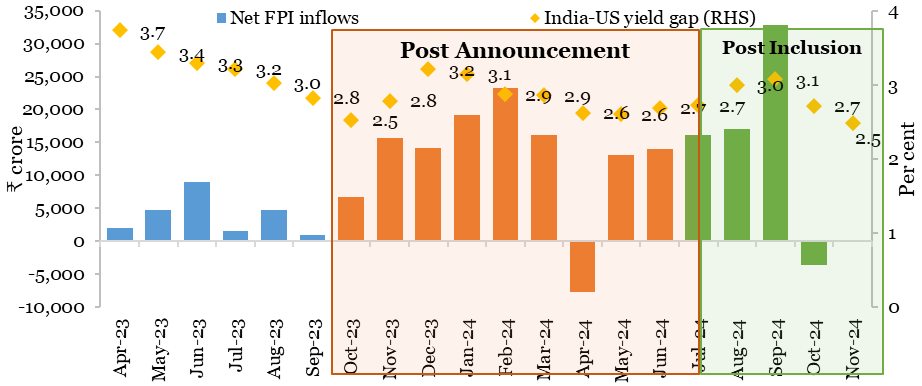 Net FPI inflows
India-US yield gap (RHS)
Post Announcement
Post Inclusion
₹ crore
35,000
30,000
25,000
20,000
15,000
10,000
5,000
0
-5,000
-10,000
3.7
3.4
3.3
3.2
3.0
2.8
2.5
2.8
3.2
3.1
2.9
2.9
2.6
2.6
2.7
2.7
3.0
3.1
2.7
2.5
4
3
2
1
0
Per cent
Apr-23
May-23
Jun-23
Jul-23
Aug-23
Sep-23
Oct-23
Nov-23
Dec-23
Jan-24
Feb-24
Mar-24
Apr-24
May-24
Jun-24
Jul-24
Aug-24
Sep-24
Oct-24
Nov-24